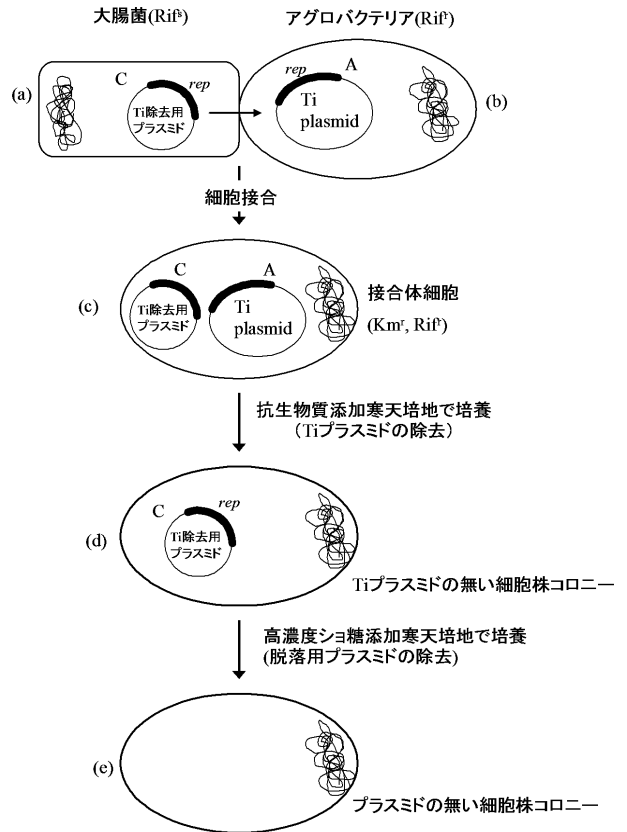 大腸菌(Rifˢ)
アグロバクテリア(Rifʳ)
(a)
C
rep
Ti除去用
プラスミド
rep
A
Ti
plasmid
(b)
細胞接合
(c)
C
Ti除去用
プラスミド
A
Ti
plasmid
接合体細胞
(Kmʳ, Rifʳ)
抗生物質添加寒天培地で培養
(Tiプラスミドの除去)
(d)
C
rep
Ti除去用
プラスミド
Tiプラスミドの無い細胞株コロニー
高濃度ショ糖添加寒天培地で培養
(脱落用プラスミドの除去)
(e)
プラスミドの無い細胞株コロニー